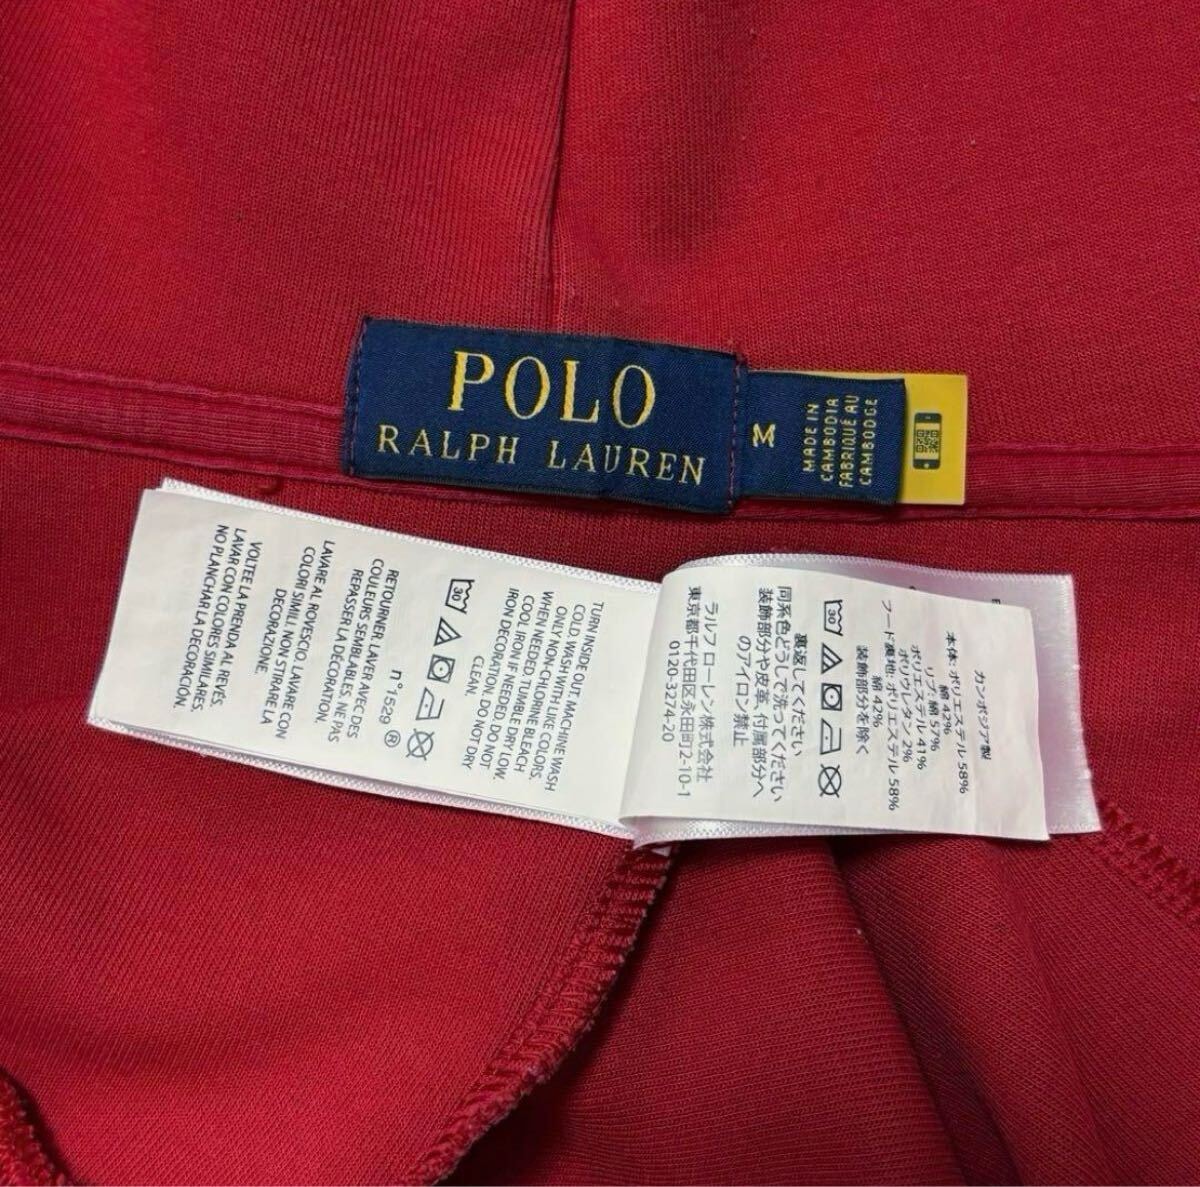 POLO
RALPH LAUREN
M
MADE IN
CAMBODIA
FABRIQUÉ AU
CAMBODGE
TURN INSIDE OUT. MACHINE WASH
COLD. WASH WITH LIKE COLORS.
ONLY NON-CHLORINE BLEACH
WHEN NEEDED. TUMBLE DRY LOW.
COOL IRON IF NEEDED. DO NOT
IRON DECORATION. DO NOT DRY
CLEAN.
30
n°1529 ®
RETOURNER. LAVER AVEC DES
COULEURS SEMBLABLES. NE PAS
REPASSER LA DÉCORATION.
LAVARE AL ROVESCIO. LAVARE CON
COLORI SIMILI. NON STIRARE LA
DECORAZIONE.
VOLTEE LA PRENDA AL REVÉS.
LAVAR CON COLORES SIMILARES.
NO PLANCHAR LA DECORACIÓN.
カンボジア製
本体: ポリエステル 58%
綿 42%
リブ: 綿 57%
ポリエステル 41%
ポリウレタン 2%
フード裏地: ポリエステル 58%
綿 42%
装飾部分を除く
30
裏返してください
同系色どうしで洗ってください
装飾部分や皮革、付属部分へ
のアイロン禁止
ラルフ ローレン株式会社
東京都千代田区永田町2-10-1
0120-3274-20